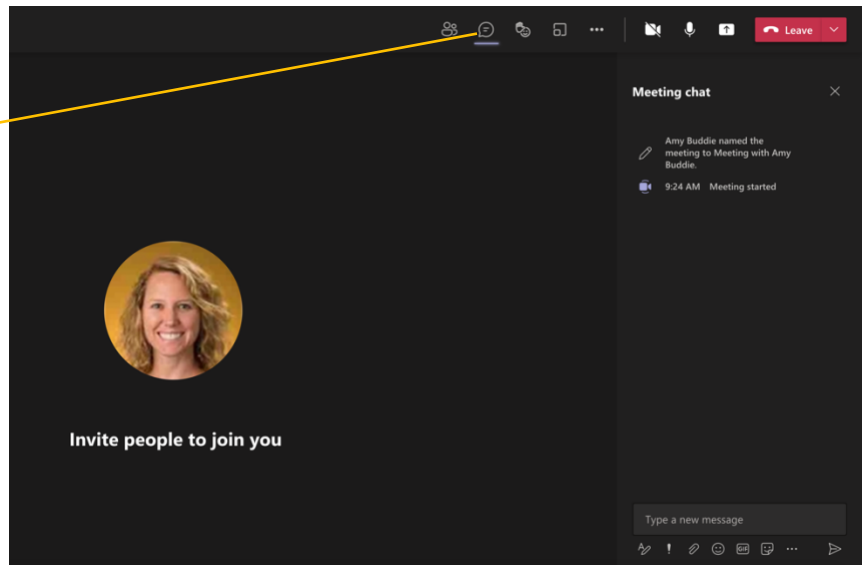 Leave
Meeting chat
Amy Buddie named the
meeting to Meeting with Amy
Buddie.
9:24 AM Meeting started
Invite people to join you
Type a new message
GIF